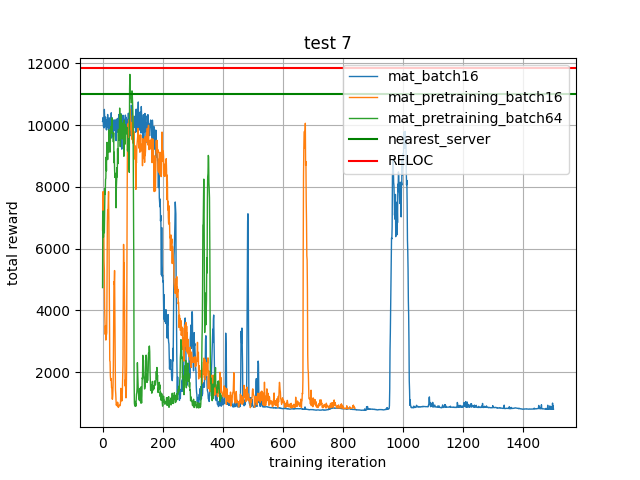 test 7
12000
10000
8000
6000
4000
2000
total reward
mat_batch16
mat_pretraining_batch16
mat_pretraining_batch64
nearest_server
RELOC
0 200 400 600 800 1000 1200 1400
training iteration